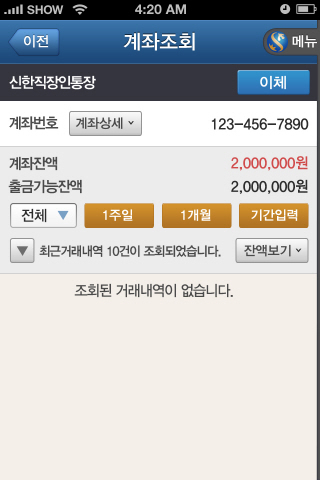 SHOW 4:20 AM
이전 계좌조회 메뉴
신한직장인통장 이체
계좌번호 계좌상세 123-456-7890
계좌잔액 2,000,000원
출금가능잔액 2,000,000원
전체 1주일 1개월 기간입력
최근거래내역 10건이 조회되었습니다. 잔액보기
조회된 거래내역이 없습니다.